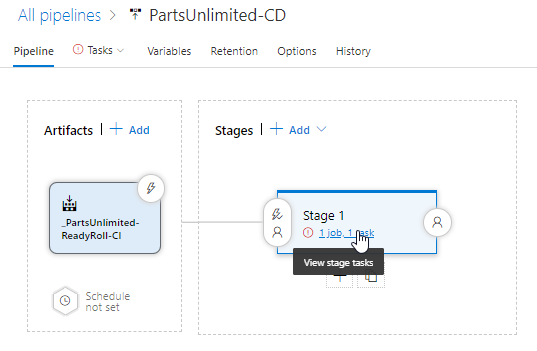 All pipelines > PartsUnlimited-CD
Pipeline Tasks Variables Retention Options History
Artifacts | + Add
Stages | + Add
_PartsUnlimited-
ReadyRoll-CI
Stage 1
1 job, 1 task
View stage tasks
Schedule
not set